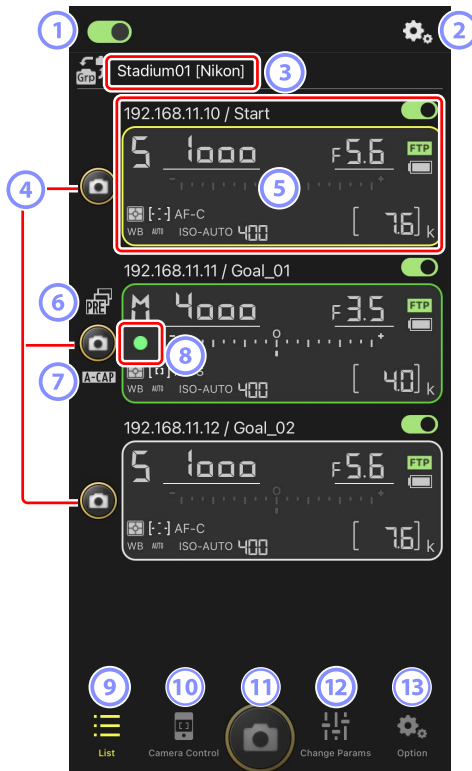 1
2
Grp
Stadium01 [Nikon]
3
192.168.11.10 / Start
S 1000 F5.6 FTP
4
5
AF-C
WB AUTO ISO-AUTO 400 [ 7.6] k
192.168.11.11 / Goal_01
6
PRE
M 4000 F3.5 FTP
8
7
A-CAP
WB AUTO ISO-AUTO 400 [ 4.0] k
192.168.11.12 / Goal_02
S 1000 F5.6 FTP
AF-C
WB AUTO ISO-AUTO 400 [ 7.6] k
9 10 11 12 13
List Camera Control Change Params Option